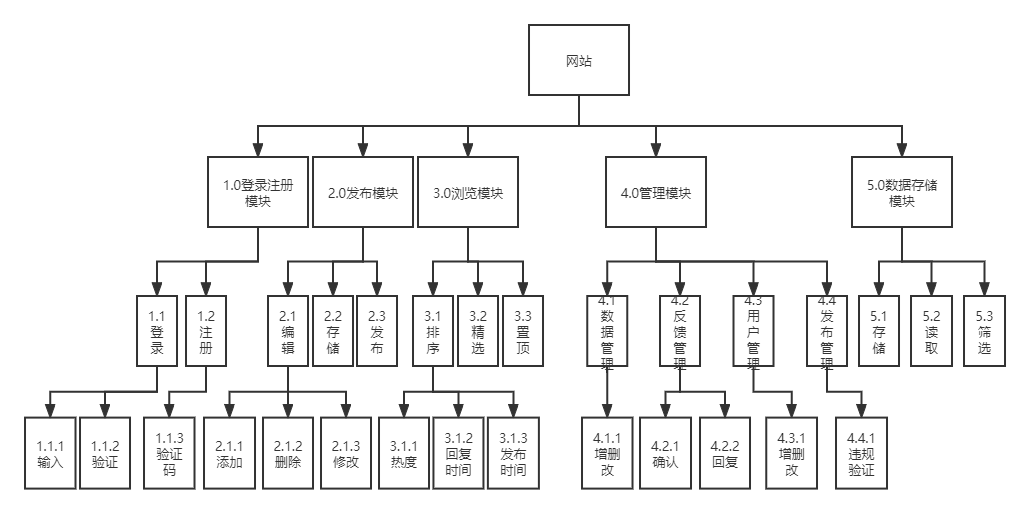 网站
1.0登录注册
模块
2.0发布模块
3.0浏览模块
4.0管理模块
5.0数据存储
模块
1.1
登
录
1.2
注
册
2.1
编
辑
2.2
存
储
2.3
发
布
3.1
排
序
3.2
精
选
3.3
置
顶
4.1
数
据
管
理
4.2
反
馈
管
理
4.3
用
户
管
理
4.4
发
布
管
理
5.1
存
储
5.2
读
取
5.3
筛
选
1.1.1
输入
1.1.2
验证
1.1.3
验证
码
2.1.1
添加
2.1.2
删除
2.1.3
修改
3.1.1
热度
3.1.2
回复
时间
3.1.3
发布
时间
4.1.1
增删
改
4.2.1
确认
4.2.2
回复
4.3.1
增删
改
4.4.1
违规
验证